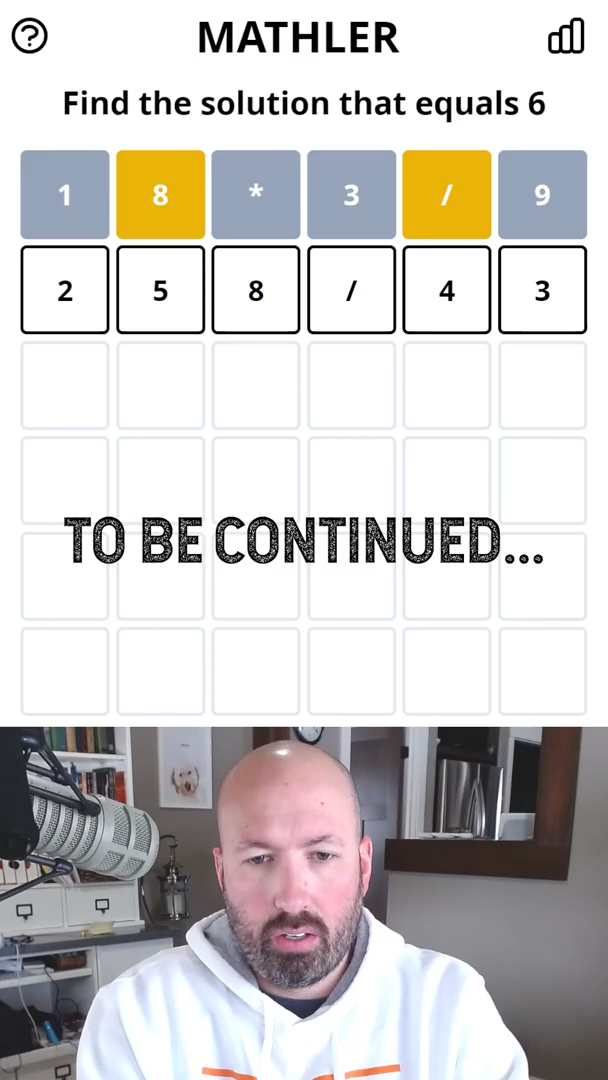 MATHLER
Find the solution that equals 6
1 8 * 3 / 9
2 5 8 / 4 3
TO BE CONTINUED...